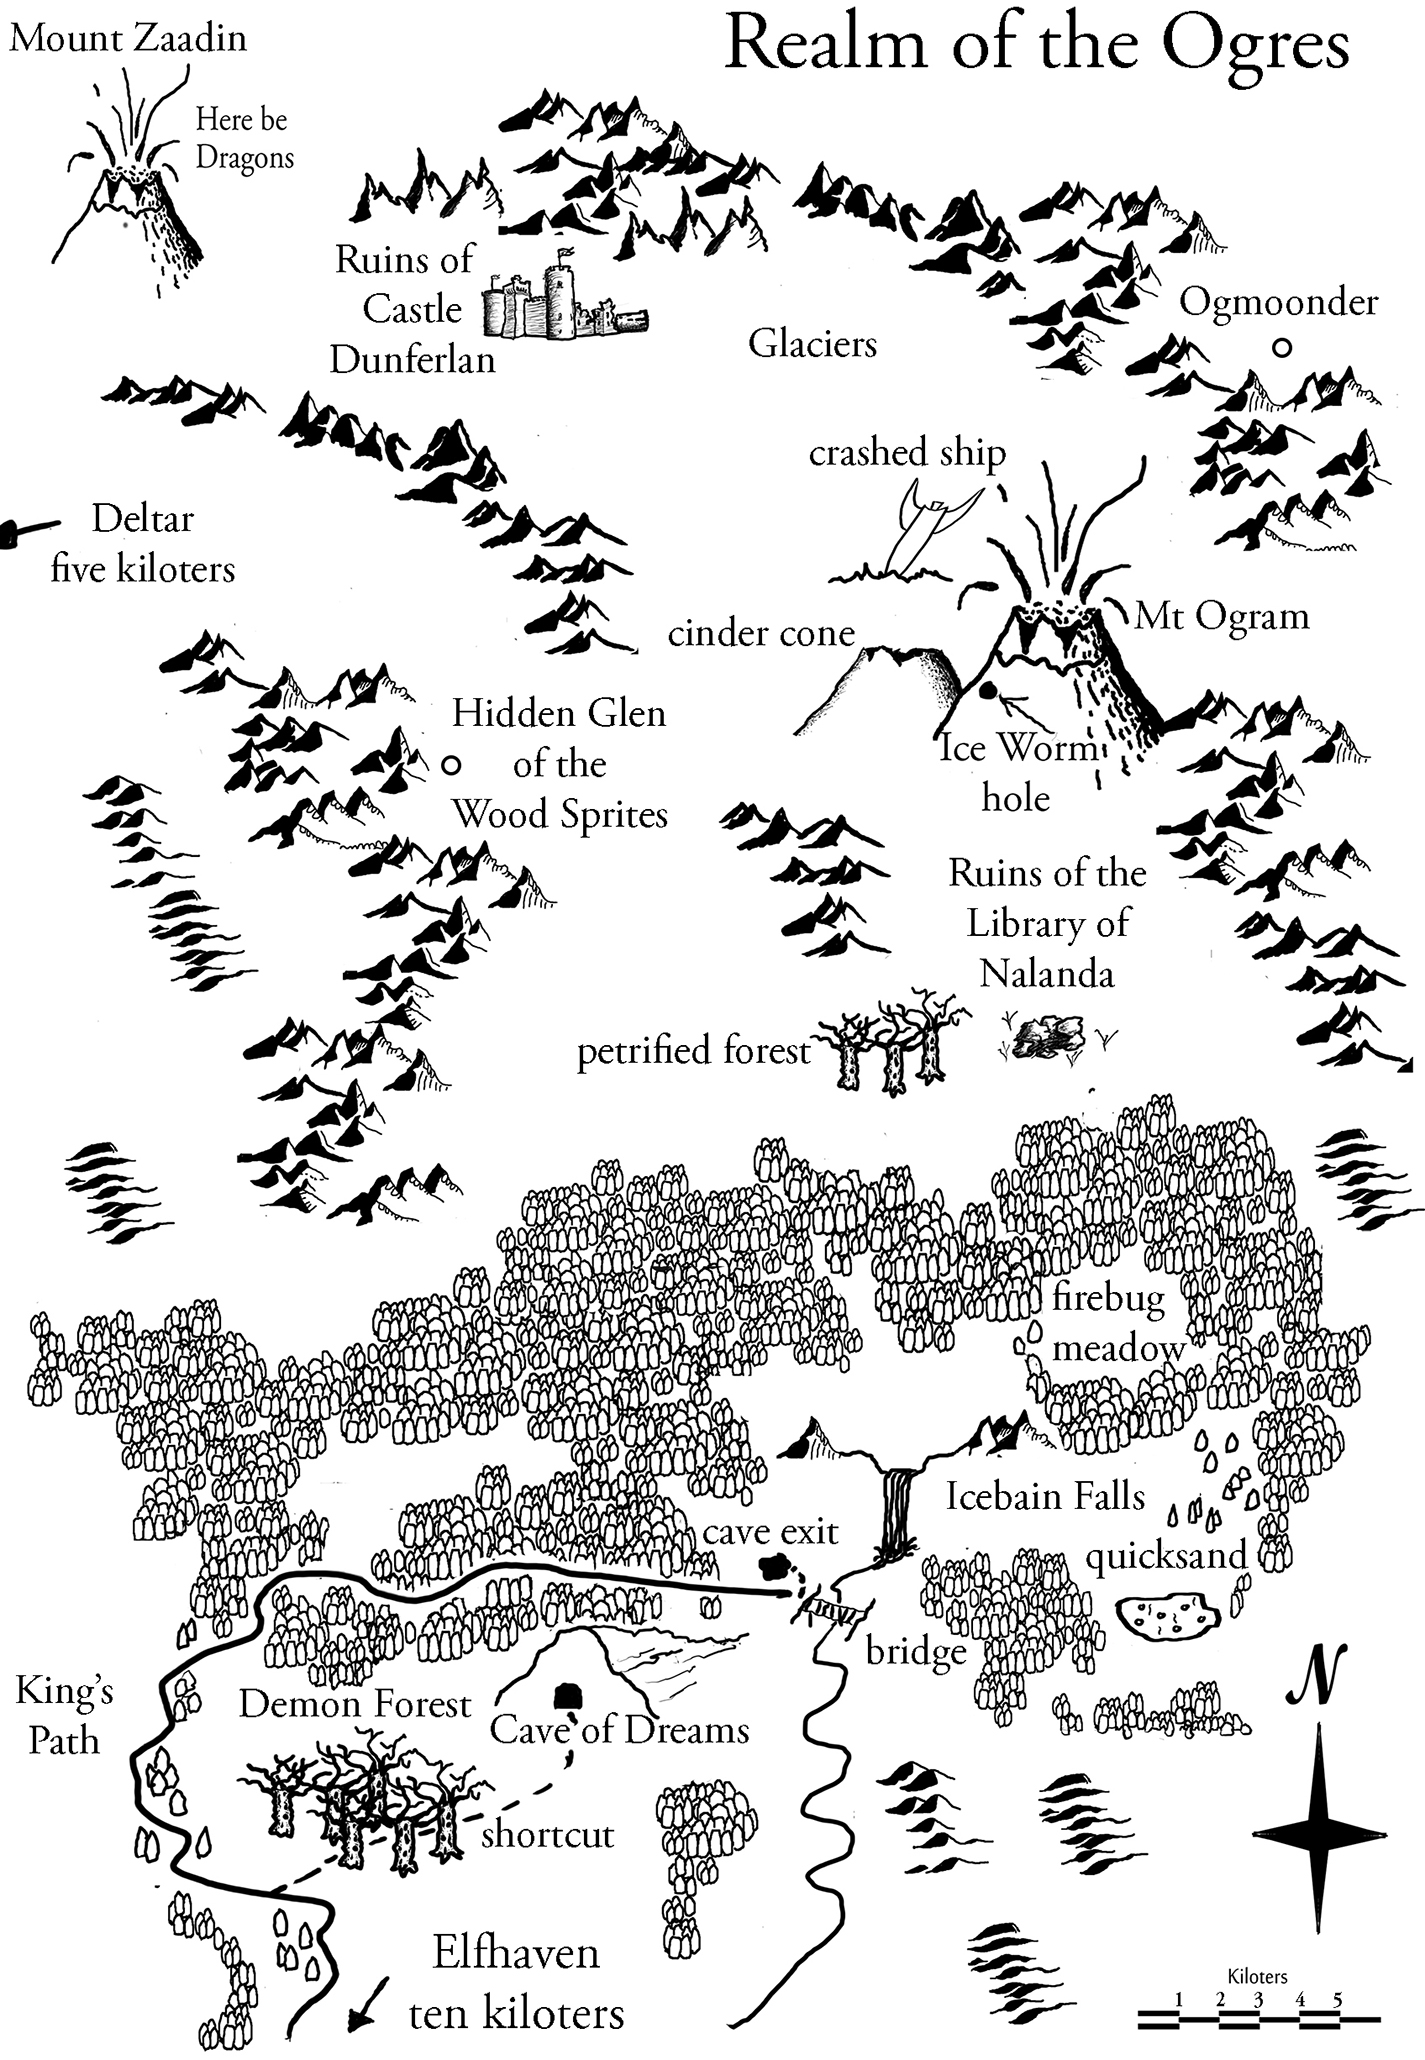 Realm of the Ogres
Mount Zaadin
Here be
Dragons
Ruins of
Castle
Dunferlan
Glaciers
Ogmoonder
crashed ship
Deltar
five kiloters
cinder cone
Mt Ogram
Hidden Glen
of the
Wood Sprites
Ice Worm
hole
Ruins of the
Library of
Nalanda
petrified forest
firebug
meadow
Icebain Falls
cave exit
quicksand
bridge
King's
Path
Demon Forest
Cave of Dreams
shortcut
N
Elfhaven
ten kiloters
Kiloters
1 2 3 4 5